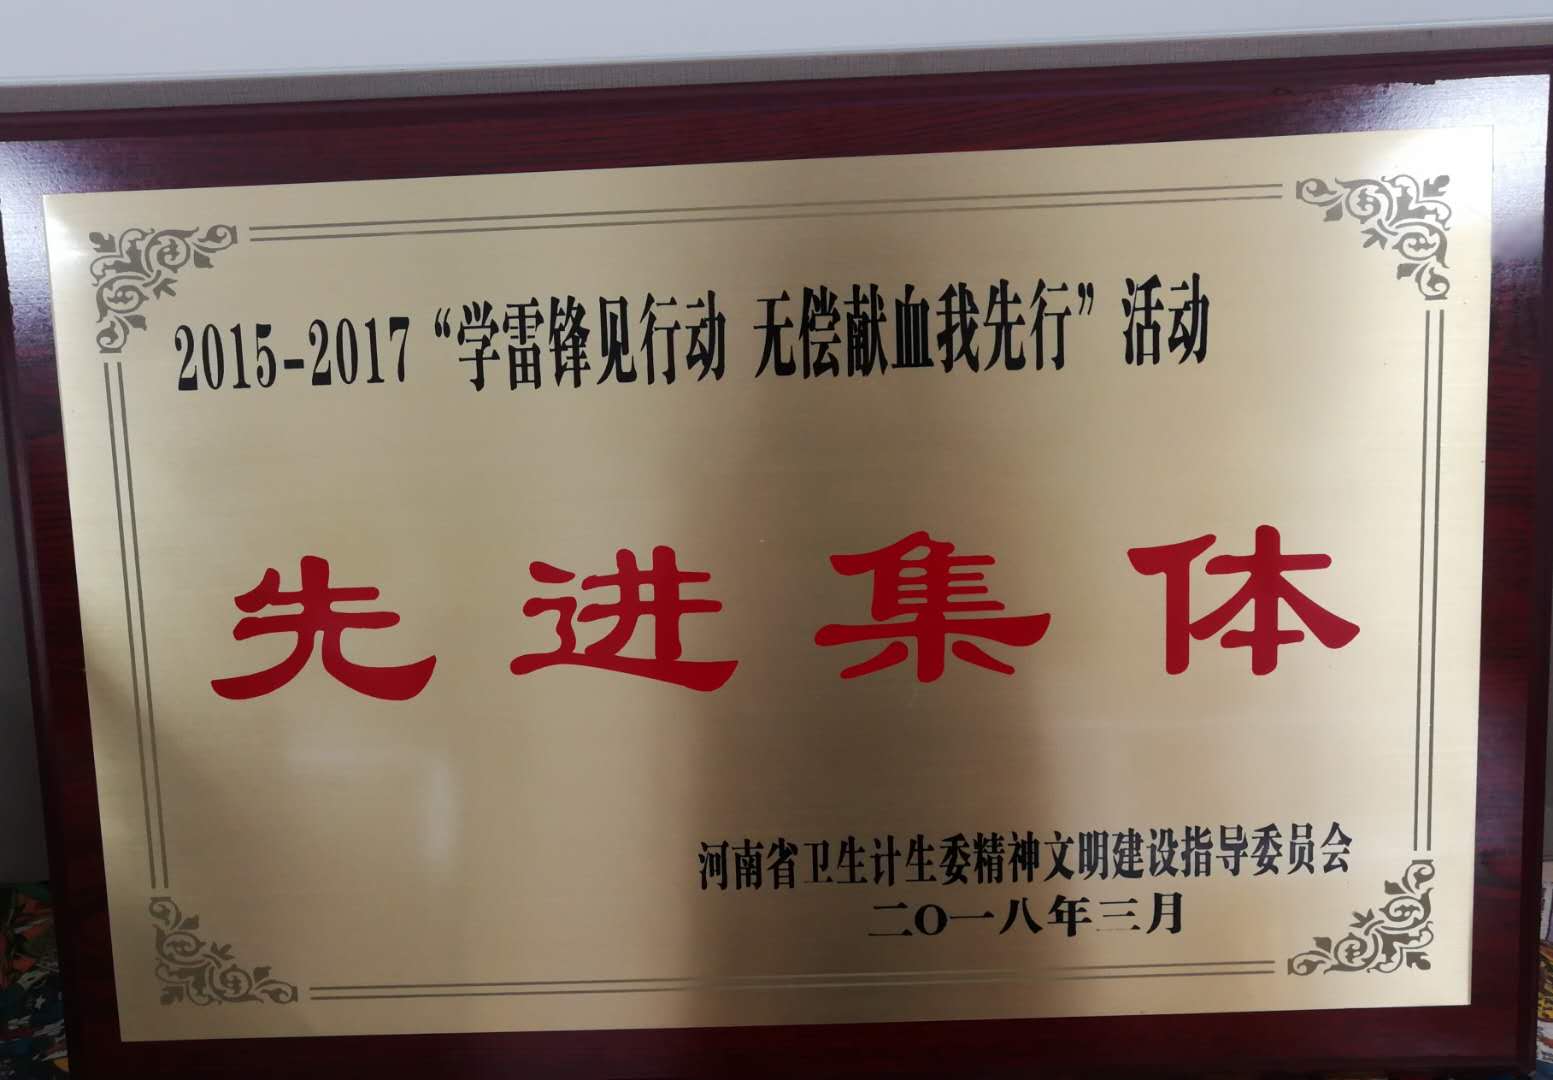 2015-2017“学雷锋见行动 无偿献血我先行”活动
先进集体
河南省卫生计生委精神文明建设指导委员会
二〇一八年三月